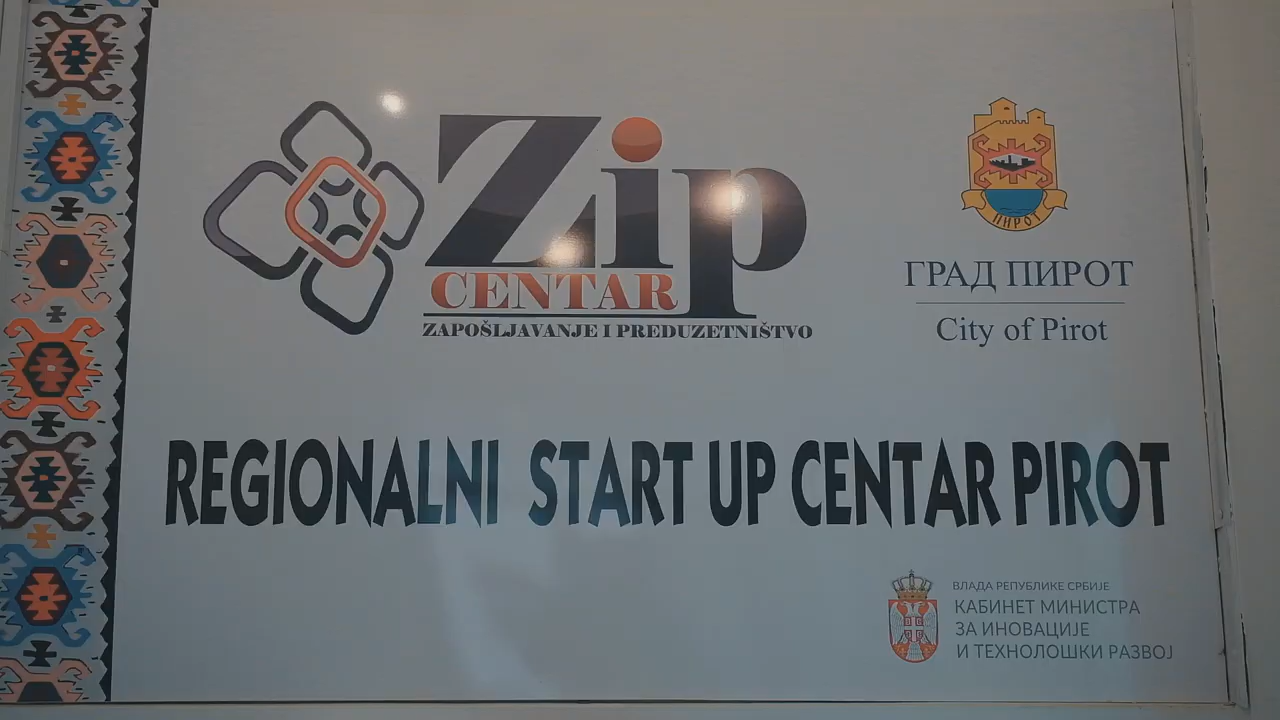 Zip
CENTAR
ZAPOŠLJAVANJE I PREDUZETNIŠTVO
ПИРОТ
ГРАД ПИРОТ
City of Pirot
REGIONALNI START UP CENTAR PIROT
ВЛАДА РЕПУБЛИКЕ СРБИЈЕ
КАБИНЕТ МИНИСТРА
ЗА ИНОВАЦИЈЕ
И ТЕХНОЛОШКИ РАЗВОЈ